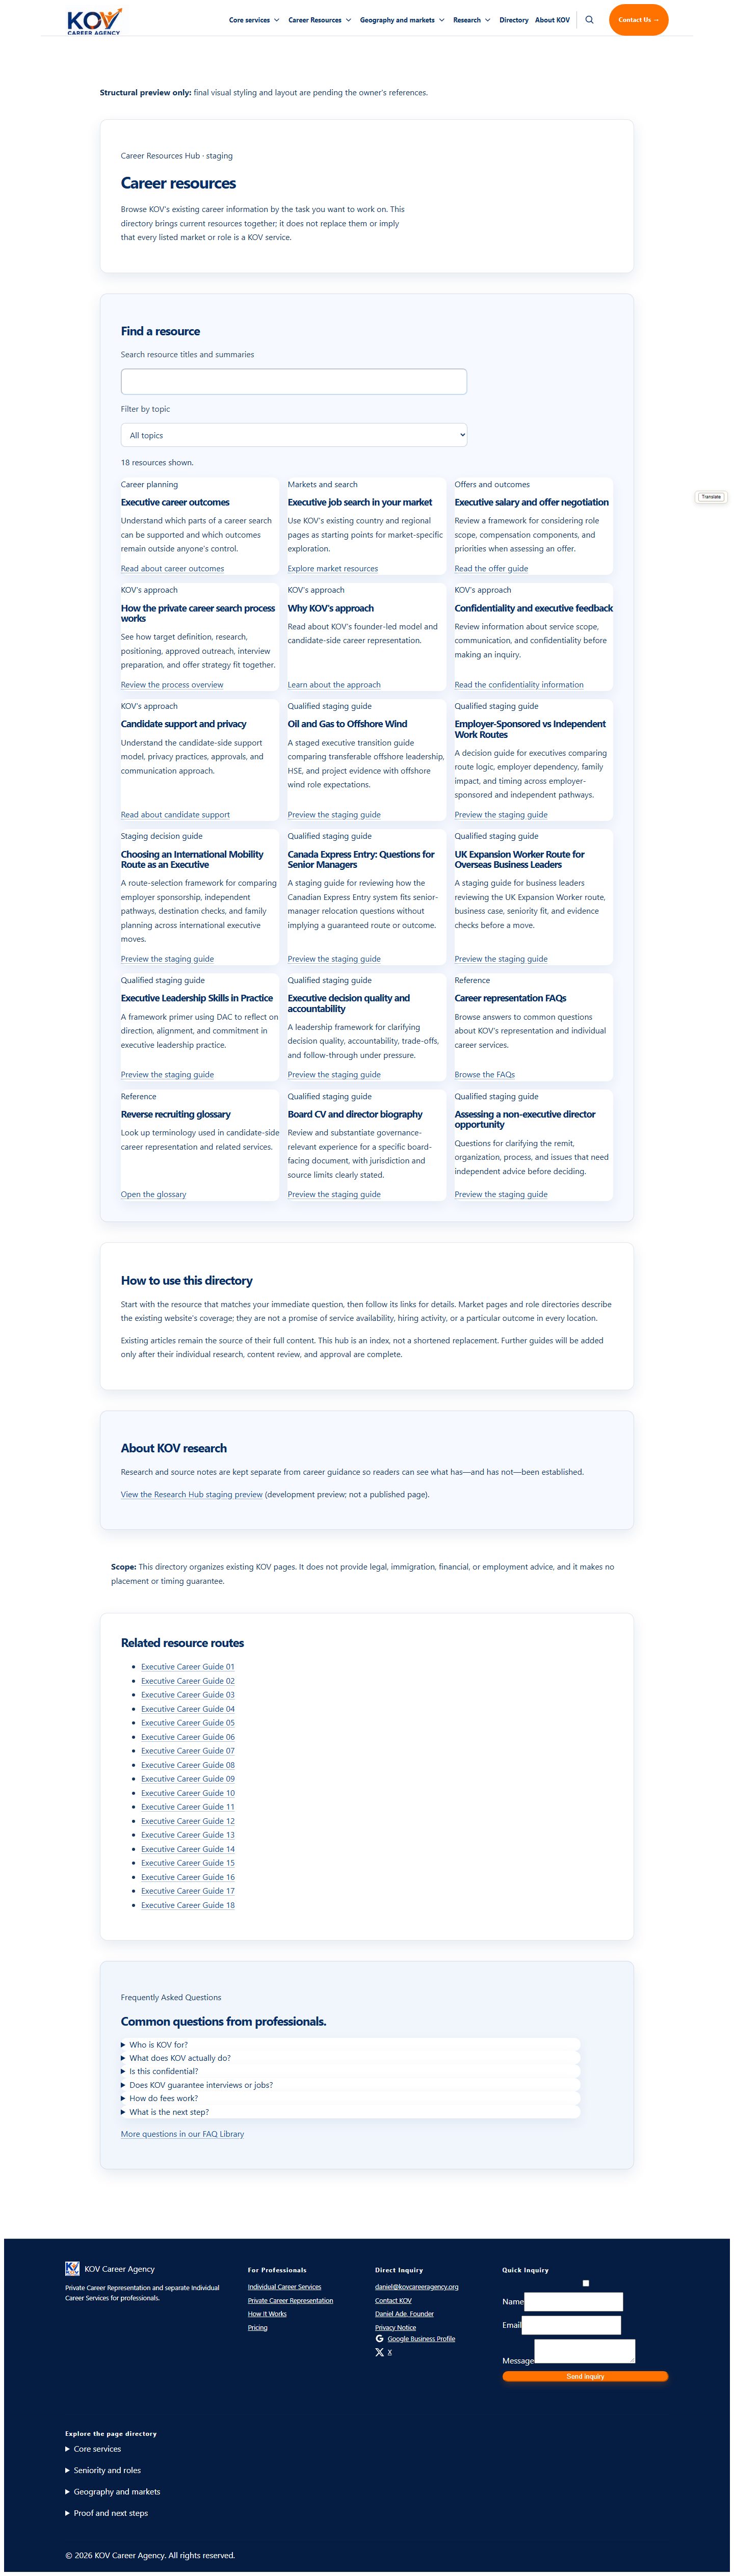 KOV
CAREER AGENCY
Core services
Career Resources
Geography and markets
Research
Directory
About KOV
Contact Us →
Structural preview only: final visual styling and layout are pending the owner's references.
Career Resources Hub · staging
Career resources
Browse KOV's existing career information by the task you want to work on. This
directory brings current resources together; it does not replace them or imply
that every listed market or role is a KOV service.
Find a resource
Search resource titles and summaries
Filter by topic
All topics
18 resources shown.
Translate
Career planning
Executive career outcomes
Understand which parts of a career search
can be supported and which outcomes
remain outside anyone's control.
Read about career outcomes
Markets and search
Executive job search in your market
Use KOV's existing country and regional
pages as starting points for market-specific
exploration.
Explore market resources
Offers and outcomes
Executive salary and offer negotiation
Review a framework for considering role
scope, compensation components, and
priorities when assessing an offer.
Read the offer guide
KOV's approach
How the private career search process
works
See how target definition, research,
positioning, approved outreach, interview
preparation, and offer strategy fit together.
Review the process overview
KOV's approach
Why KOV's approach
Read about KOV's founder-led model and
candidate-side career representation.
Learn about the approach
KOV's approach
Confidentiality and executive feedback
Review information about service scope,
communication, and confidentiality before
making an inquiry.
Read the confidentiality information
KOV's approach
Candidate support and privacy
Understand the candidate-side support
model, privacy practices, approvals, and
communication approach.
Read about candidate support
Qualified staging guide
Oil and Gas to Offshore Wind
A staged executive transition guide
comparing transferable offshore leadership,
HSE, and project evidence with offshore
wind role expectations.
Preview the staging guide
Qualified staging guide
Employer-Sponsored vs Independent
Work Routes
A decision guide for executives comparing
route logic, employer dependency, family
impact, and timing across employer-
sponsored and independent pathways.
Preview the staging guide
Staging decision guide
Choosing an International Mobility
Route as an Executive
A route-selection framework for comparing
employer sponsorship, independent
pathways, destination checks, and family
planning across international executive
moves.
Preview the staging guide
Qualified staging guide
Canada Express Entry: Questions for
Senior Managers
A staging guide for reviewing how the
Canadian Express Entry system fits senior-
manager relocation questions without
implying a guaranteed route or outcome.
Preview the staging guide
Qualified staging guide
UK Expansion Worker Route for
Overseas Business Leaders
A staging guide for business leaders
reviewing the UK Expansion Worker route,
business case, seniority fit, and evidence
checks before a move.
Preview the staging guide
Qualified staging guide
Executive Leadership Skills in Practice
A framework primer using DAC to reflect on
direction, alignment, and commitment in
executive leadership practice.
Preview the staging guide
Qualified staging guide
Executive decision quality and
accountability
A leadership framework for clarifying
decision quality, accountability, trade-offs,
and follow-through under pressure.
Preview the staging guide
Reference
Career representation FAQs
Browse answers to common questions
about KOV's representation and individual
career services.
Browse the FAQs
Reference
Reverse recruiting glossary
Look up terminology used in candidate-side
career representation and related services.
Open the glossary
Qualified staging guide
Board CV and director biography
Review and substantiate governance-
relevant experience for a specific board-
facing document, with jurisdiction and
source limits clearly stated.
Preview the staging guide
Qualified staging guide
Assessing a non-executive director
opportunity
Questions for clarifying the remit,
organization, process, and issues that need
independent advice before deciding.
Preview the staging guide
How to use this directory
Start with the resource that matches your immediate question, then follow its links for details. Market pages and role directories describe
the existing website's coverage; they are not a promise of service availability, hiring activity, or a particular outcome in every location.
Existing articles remain the source of their full content. This hub is an index, not a shortened replacement. Further guides will be added
only after their individual research, content review, and approval are complete.
About KOV research
Research and source notes are kept separate from career guidance so readers can see what has—and has not—been established.
View the Research Hub staging preview (development preview; not a published page).
Scope: This directory organizes existing KOV pages. It does not provide legal, immigration, financial, or employment advice, and it makes no
placement or timing guarantee.
Related resource routes
Executive Career Guide 01
Executive Career Guide 02
Executive Career Guide 03
Executive Career Guide 04
Executive Career Guide 05
Executive Career Guide 06
Executive Career Guide 07
Executive Career Guide 08
Executive Career Guide 09
Executive Career Guide 10
Executive Career Guide 11
Executive Career Guide 12
Executive Career Guide 13
Executive Career Guide 14
Executive Career Guide 15
Executive Career Guide 16
Executive Career Guide 17
Executive Career Guide 18
Frequently Asked Questions
Common questions from professionals.
Who is KOV for?
What does KOV actually do?
Is this confidential?
Does KOV guarantee interviews or jobs?
How do fees work?
What is the next step?
More questions in our FAQ Library
KOV Career Agency
Private Career Representation and separate Individual
Career Services for professionals.
For Professionals
Individual Career Services
Private Career Representation
How It Works
Pricing
Direct Inquiry
daniel@kovcareeragency.org
Contact KOV
Daniel Ade, Founder
Privacy Notice
Google Business Profile
X
Quick Inquiry
Name
Email
Message
Send inquiry
Explore the page directory
Core services
Seniority and roles
Geography and markets
Proof and next steps
© 2026 KOV Career Agency. All rights reserved.